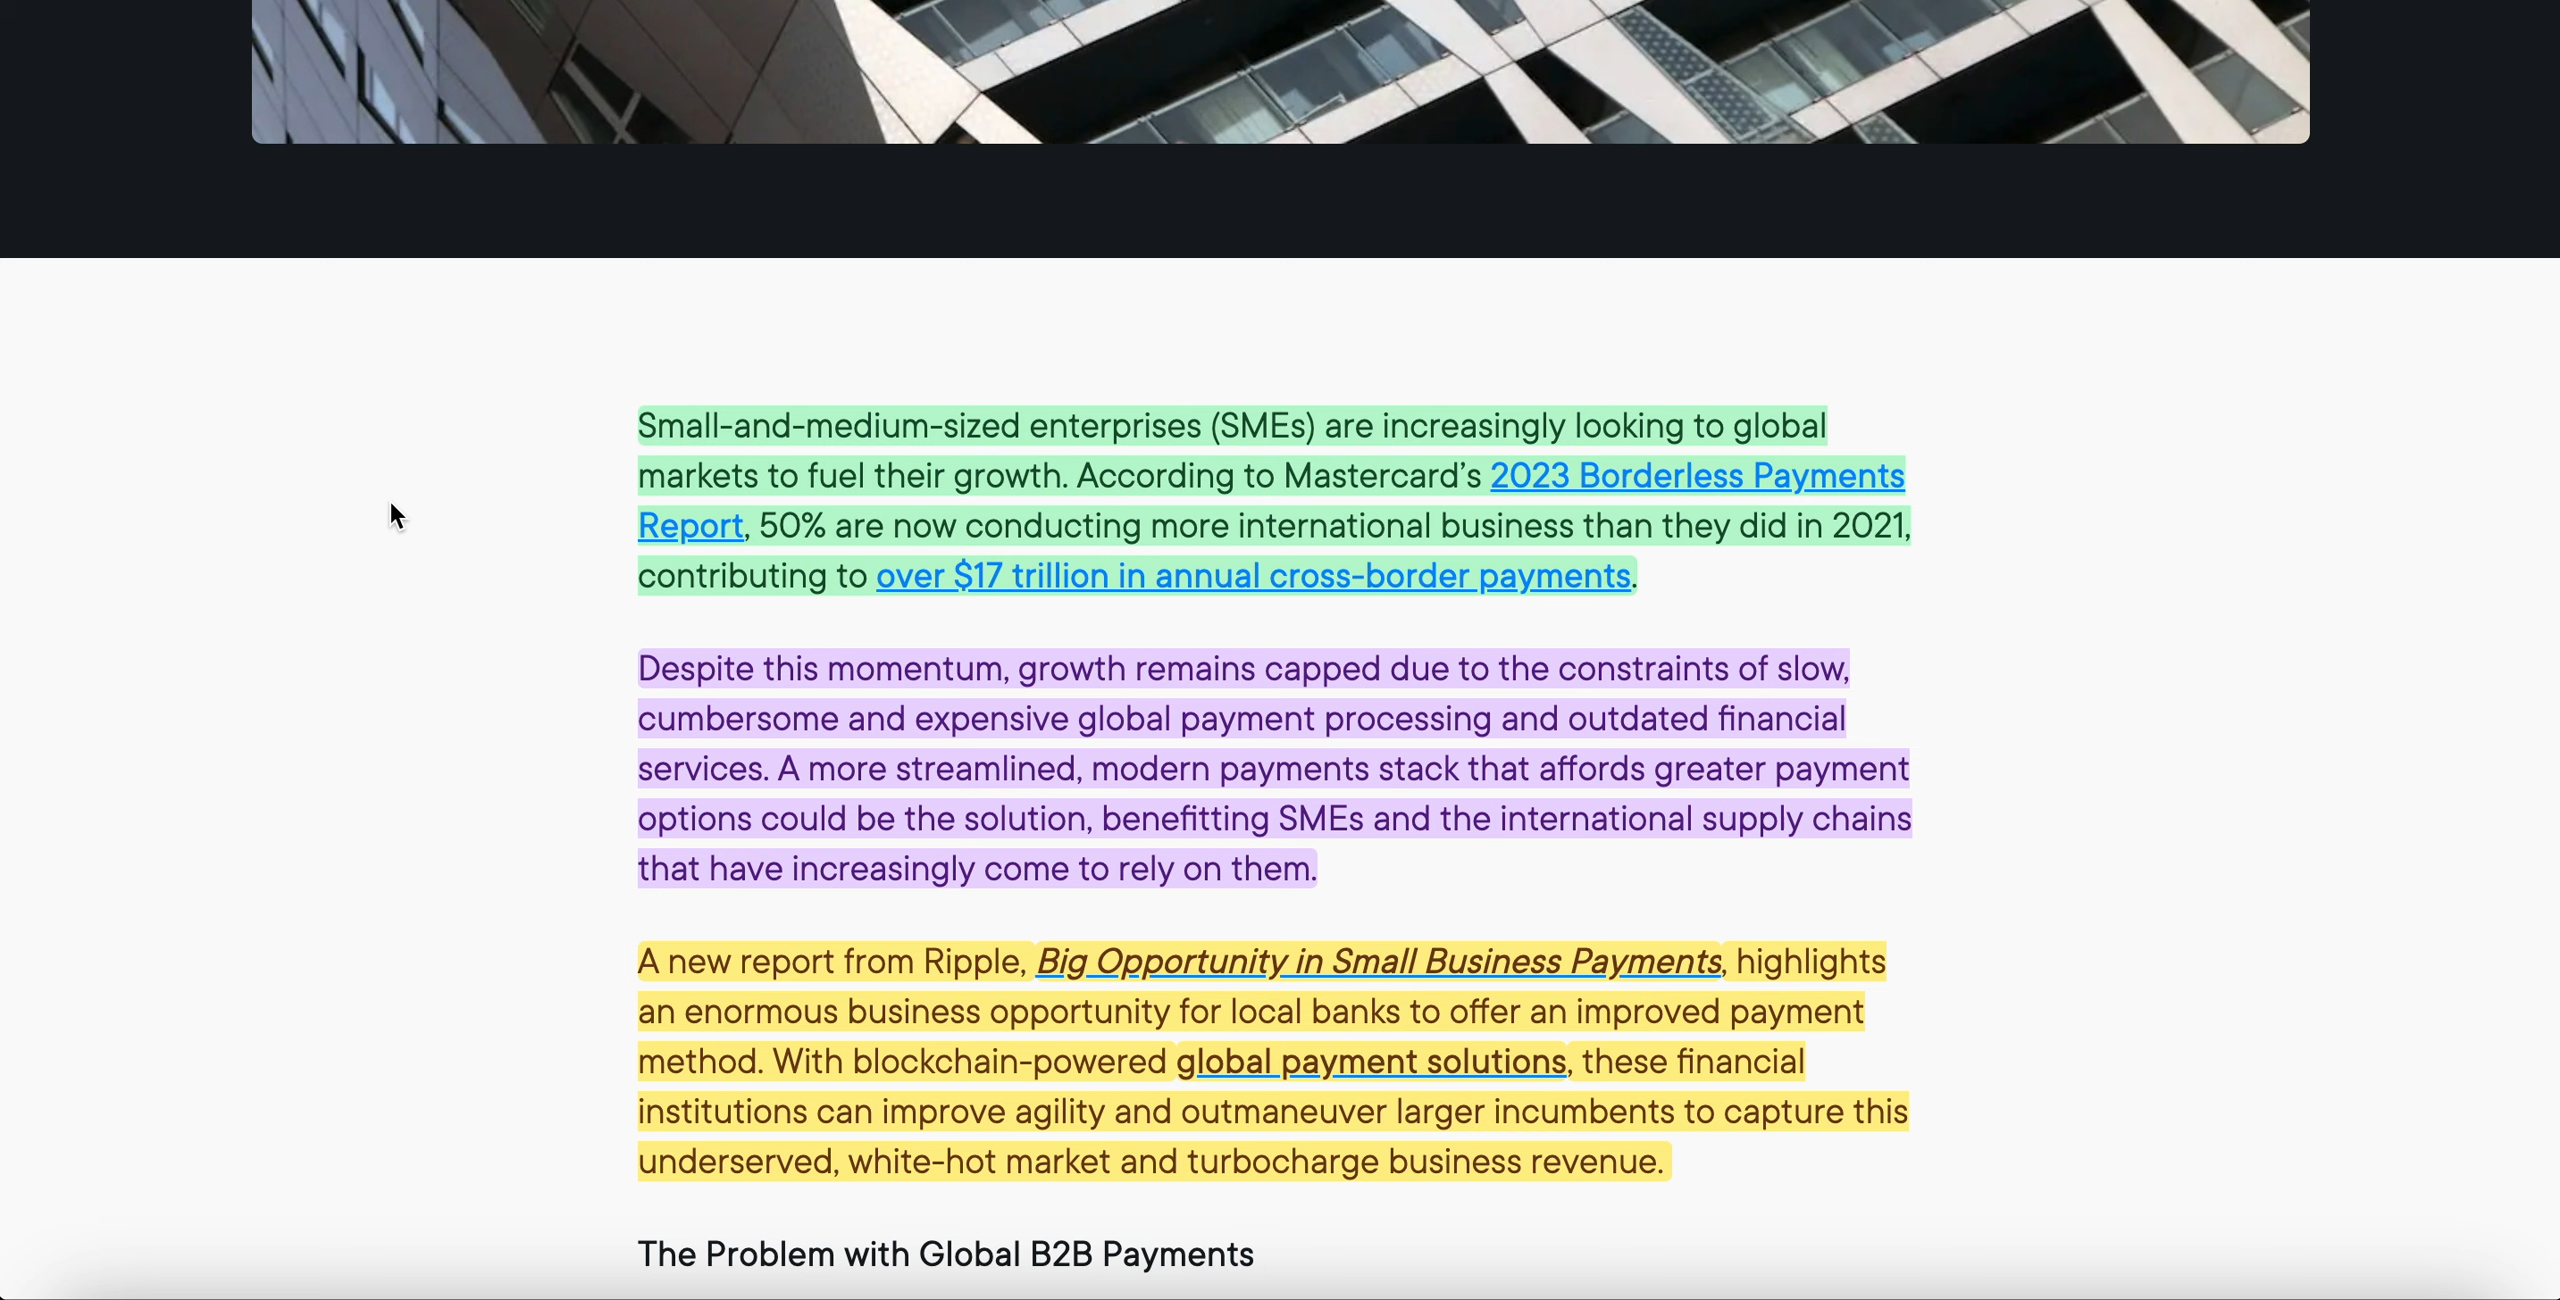 Small-and-medium-sized enterprises (SMEs) are increasingly looking to global
markets to fuel their growth. According to Mastercard’s 2023 Borderless Payments
Report, 50% are now conducting more international business than they did in 2021,
contributing to over $17 trillion in annual cross-border payments.
Despite this momentum, growth remains capped due to the constraints of slow,
cumbersome and expensive global payment processing and outdated financial
services. A more streamlined, modern payments stack that affords greater payment
options could be the solution, benefitting SMEs and the international supply chains
that have increasingly come to rely on them.
A new report from Ripple, Big Opportunity in Small Business Payments, highlights
an enormous business opportunity for local banks to offer an improved payment
method. With blockchain-powered global payment solutions, these financial
institutions can improve agility and outmaneuver larger incumbents to capture this
underserved, white-hot market and turbocharge business revenue.
The Problem with Global B2B Payments